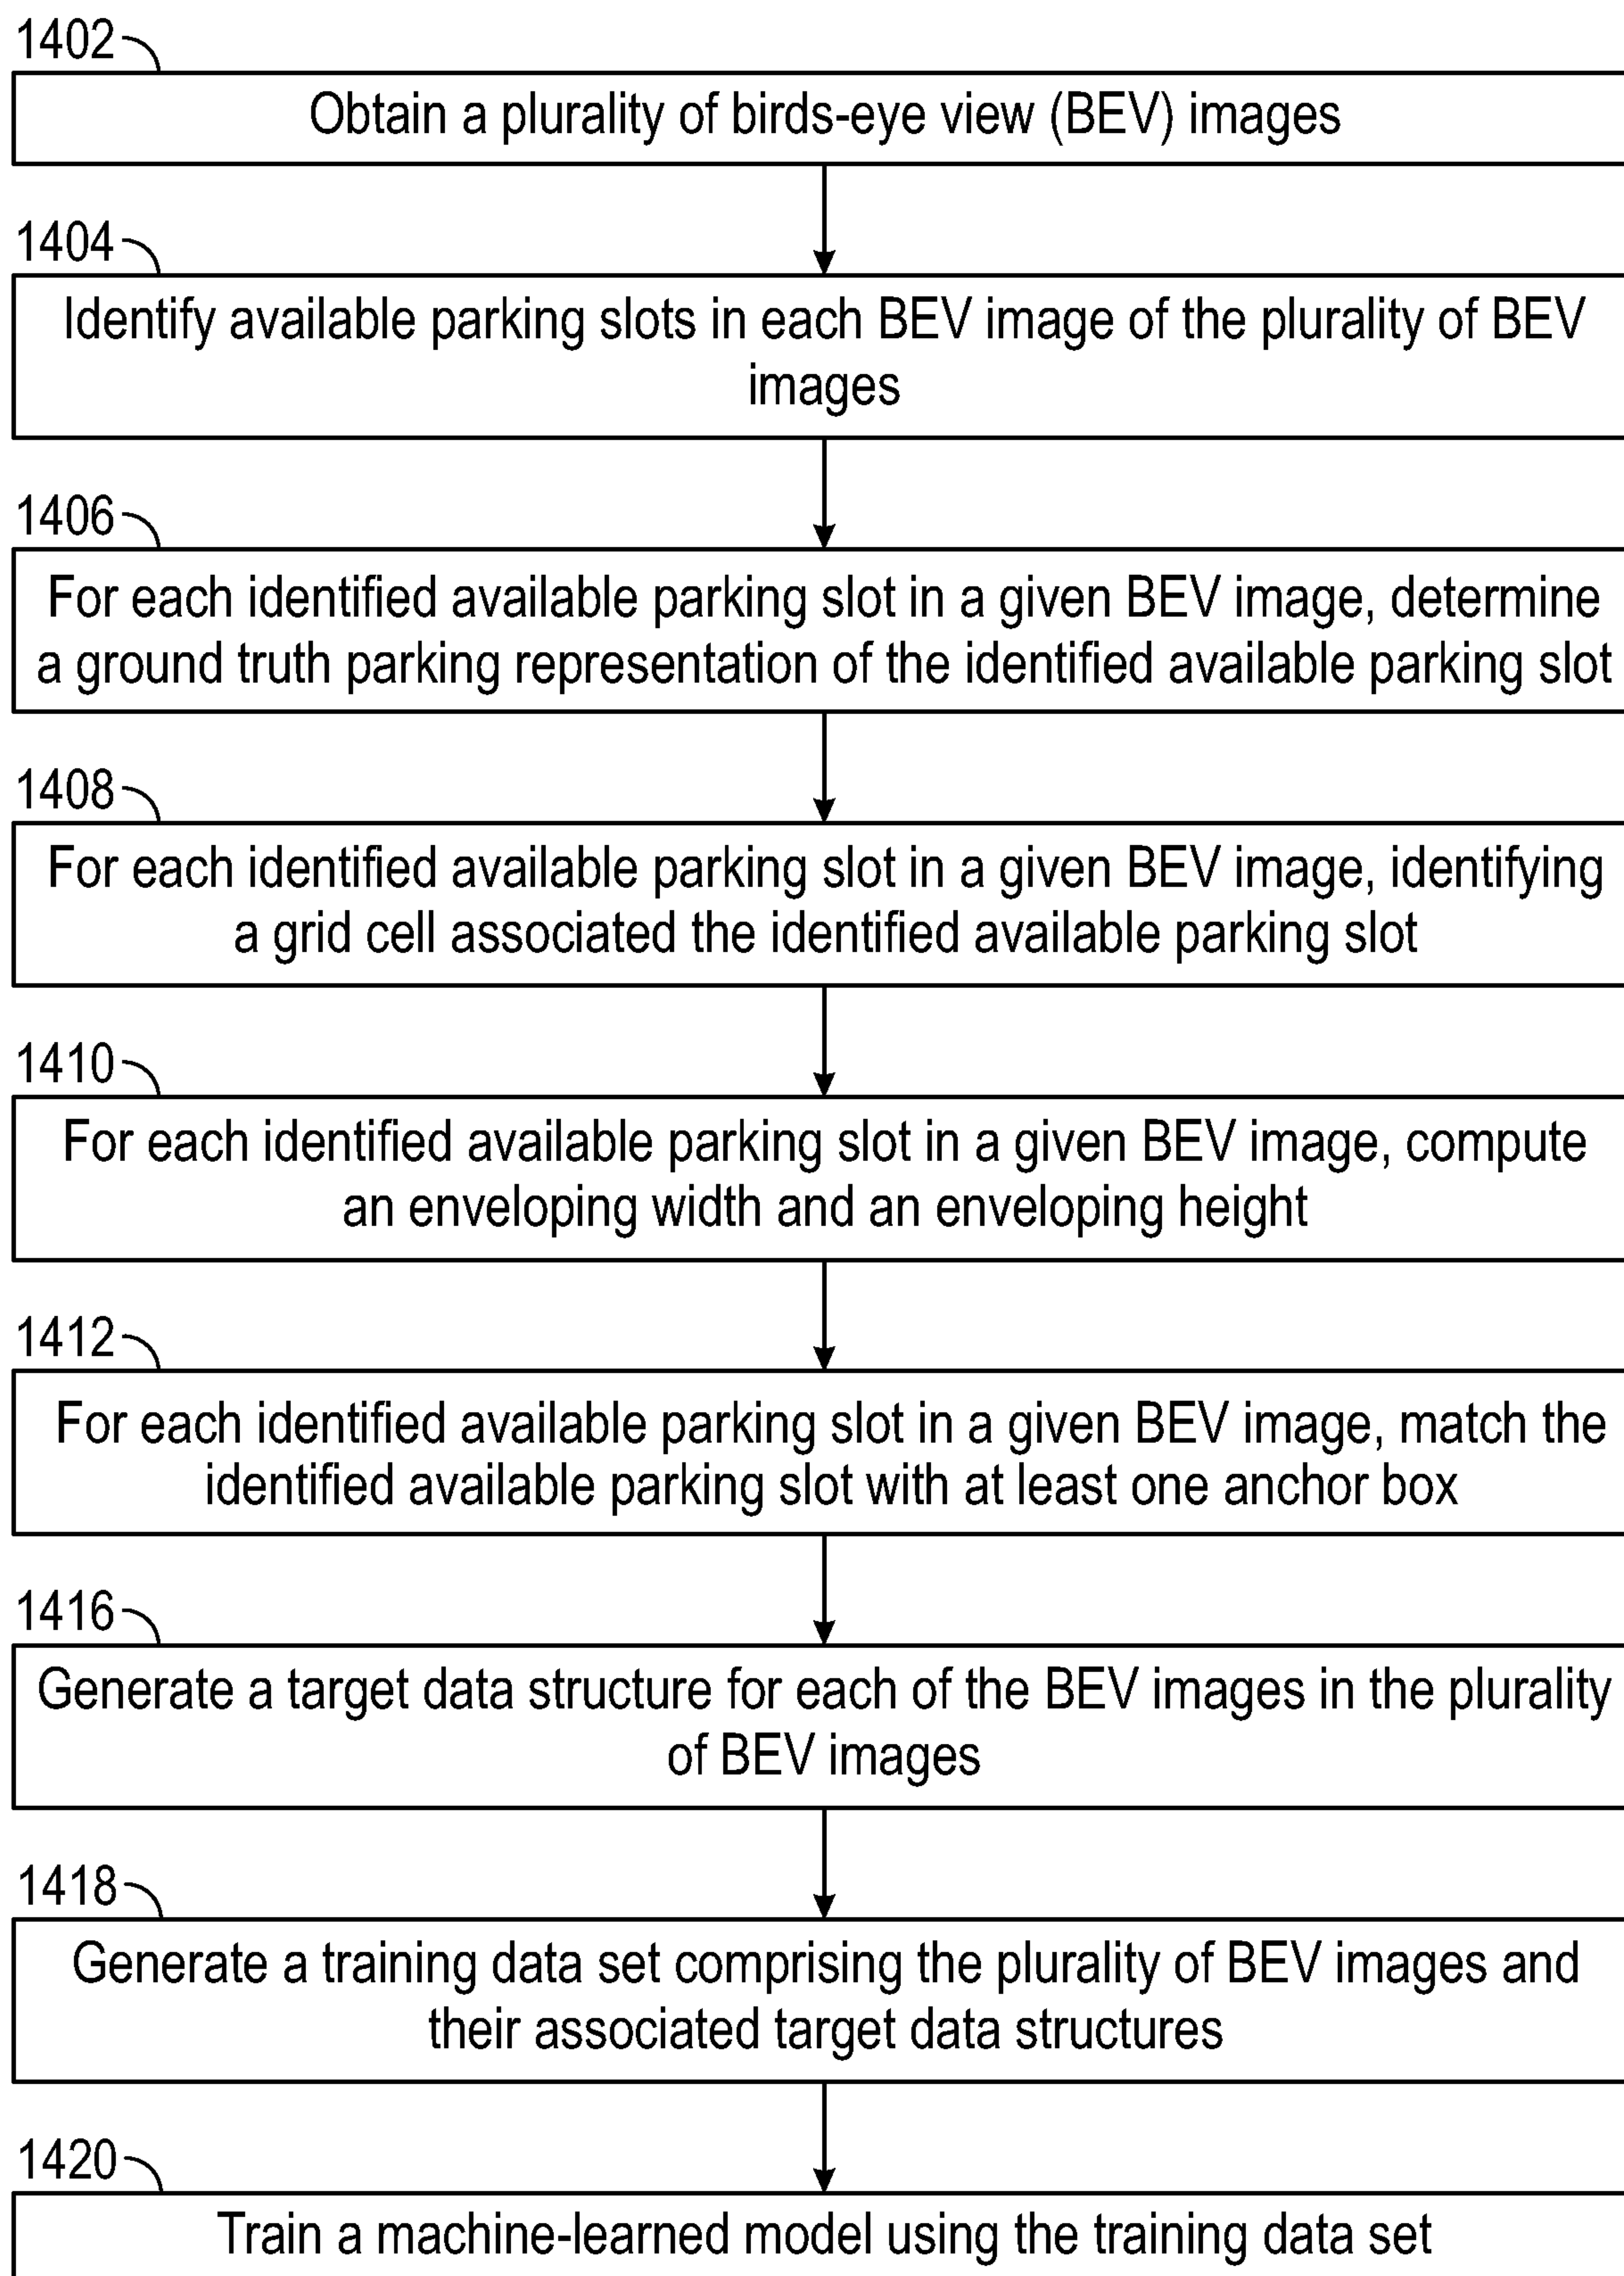 1402
Obtain a plurality of birds-eye view (BEV) images
1404
Identify available parking slots in each BEV image of the plurality of BEV
images
1406
For each identified available parking slot in a given BEV image, determine
a ground truth parking representation of the identified available parking slot
1408
For each identified available parking slot in a given BEV image, identifying
a grid cell associated the identified available parking slot
1410
For each identified available parking slot in a given BEV image, compute
an enveloping width and an enveloping height
1412
For each identified available parking slot in a given BEV image, match the
identified available parking slot with at least one anchor box
1416
Generate a target data structure for each of the BEV images in the plurality
of BEV images
1418
Generate a training data set comprising the plurality of BEV images and
their associated target data structures
1420
Train a machine-learned model using the training data set